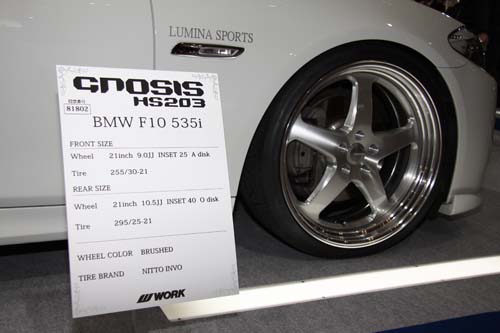 LUMINA SPORTS
GNOSIS
HS203
81802
BMW F10 535i
FRONT SIZE
Wheel 21inch 9.0JJ INSET 25 A disk
Tire 255/30-21
REAR SIZE
Wheel 21inch 10.5JJ INSET 40 O disk
Tire 295/25-21
WHEEL COLOR BRUSHED
TIRE BRAND NITTO INVO
WORK